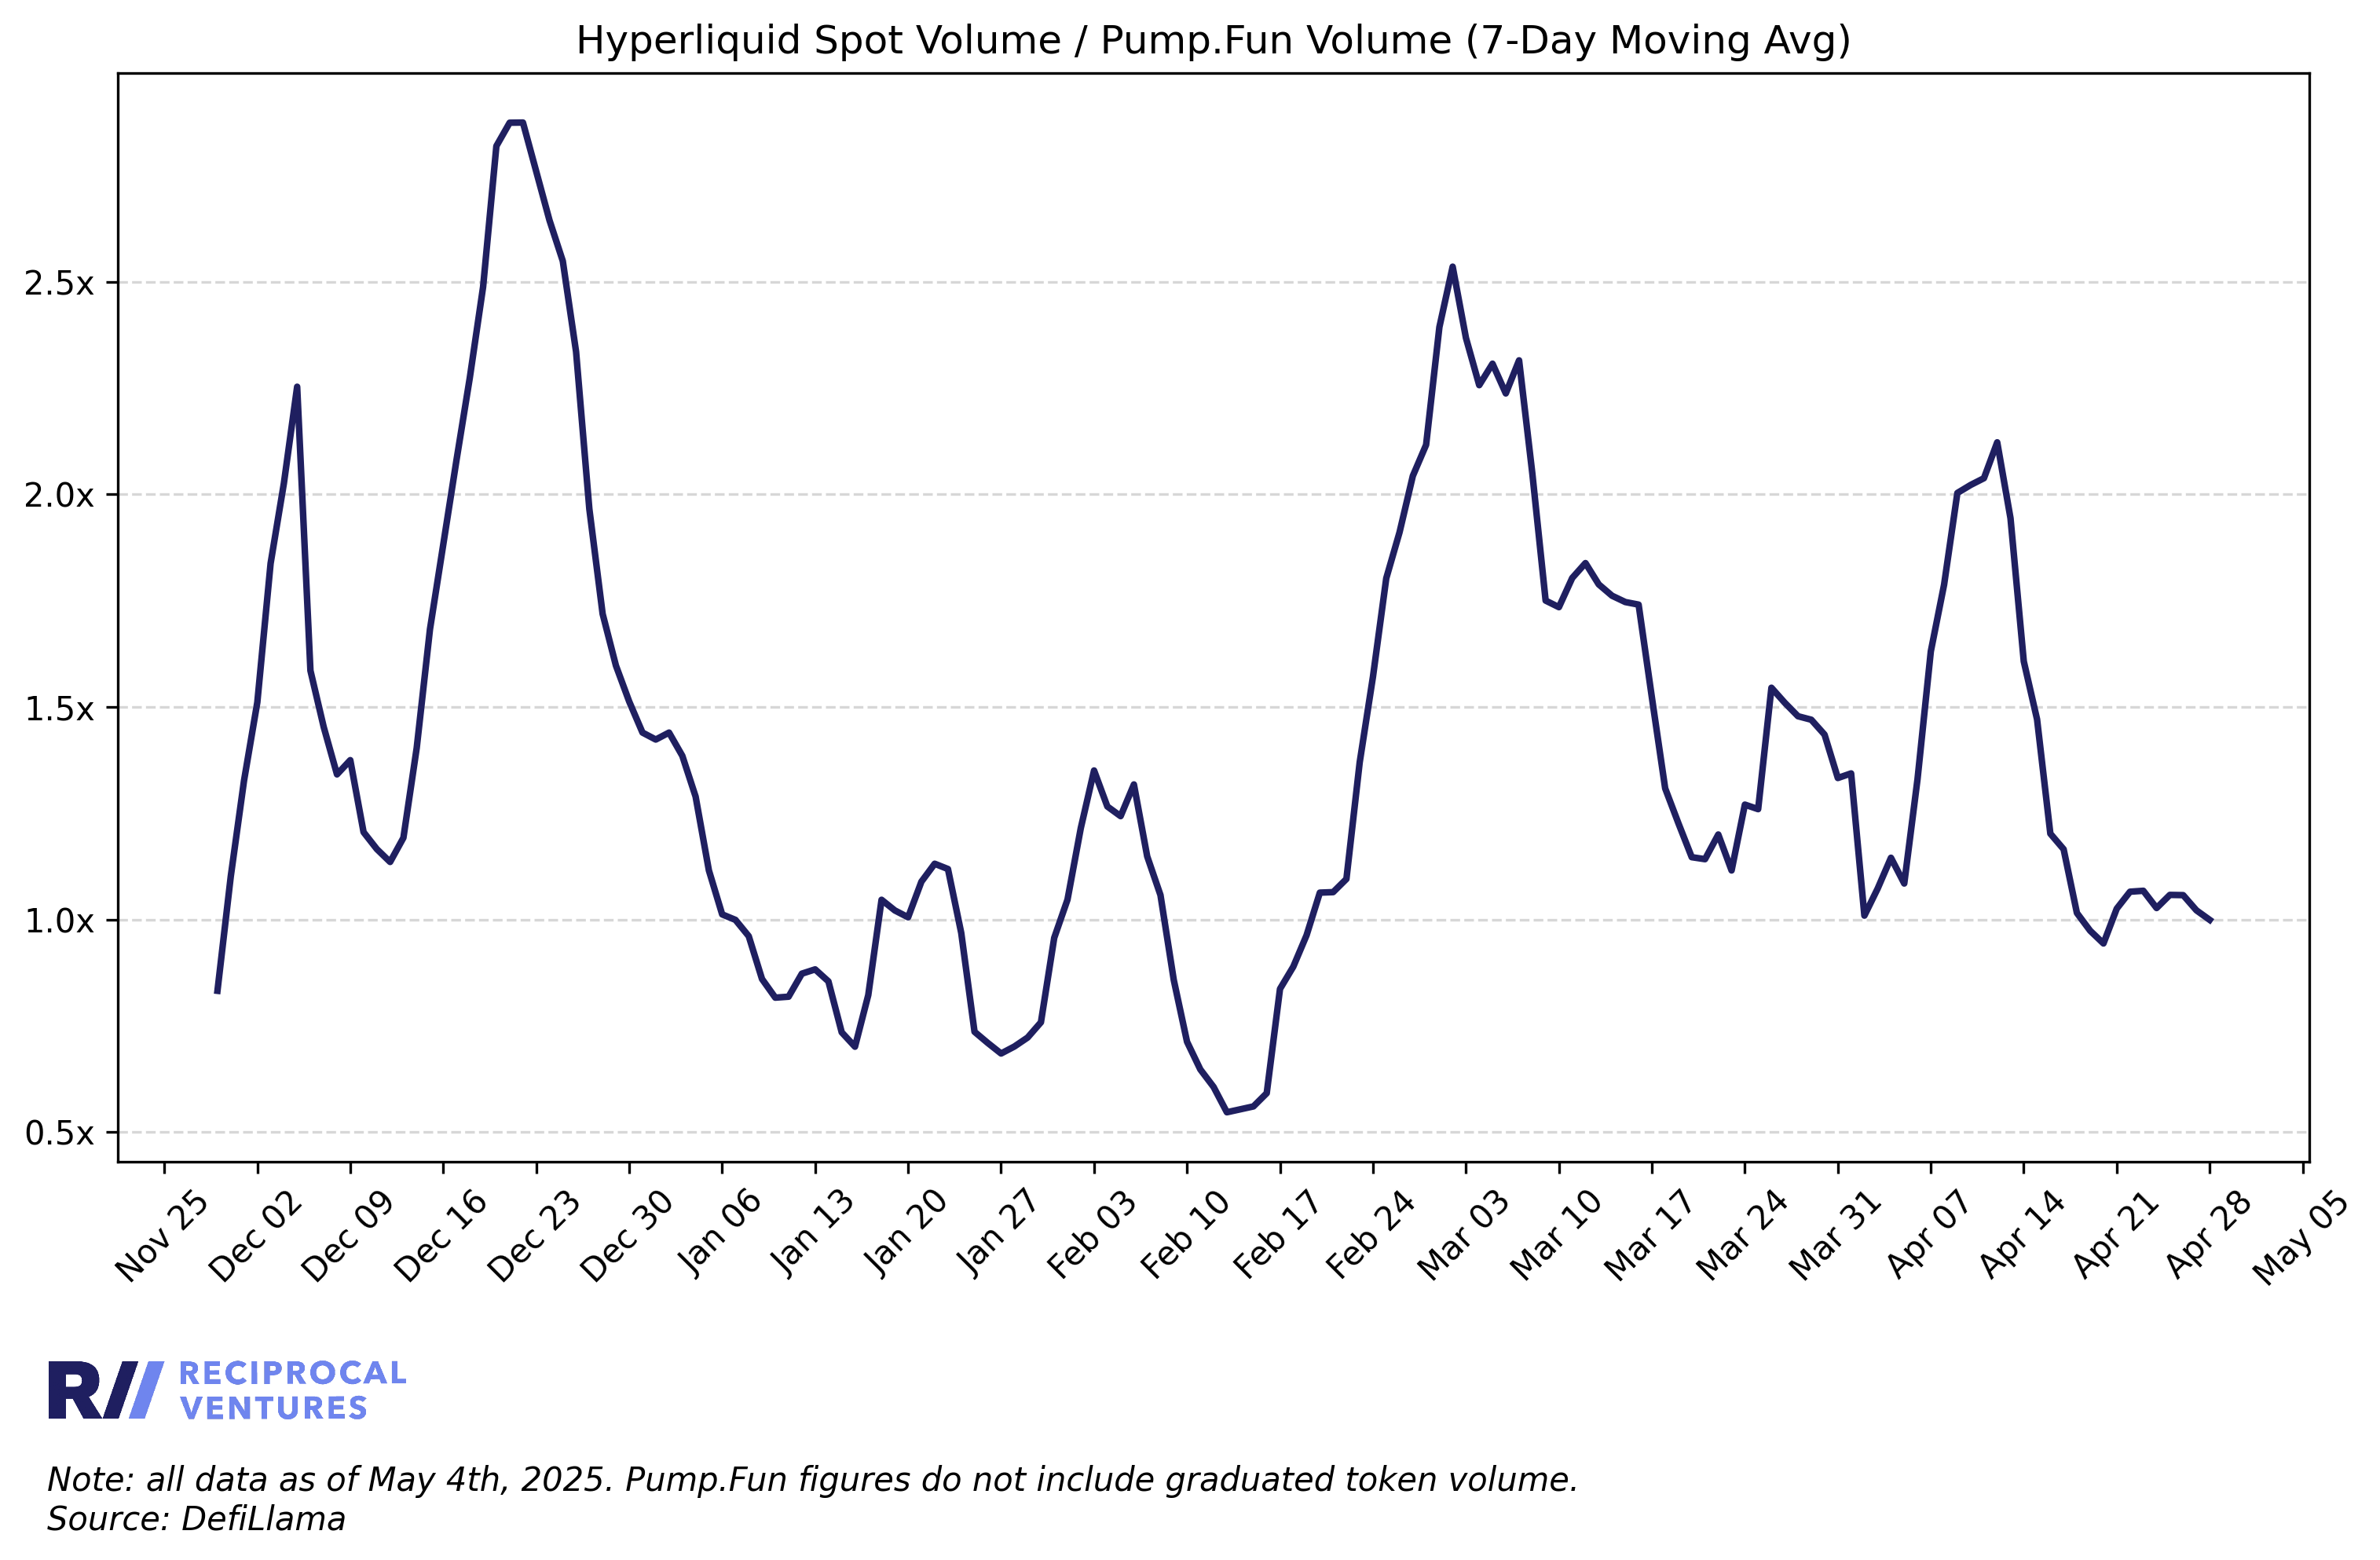 Hyperliquid Spot Volume / Pump.Fun Volume (7-Day Moving Avg)
2.5x
2.0x
1.5x
1.0x
0.5x
Nov 25
Dec 02
Dec 09
Dec 16
Dec 23
Dec 30
Jan 06
Jan 13
Jan 20
Jan 27
Feb 03
Feb 10
Feb 17
Feb 24
Mar 03
Mar 10
Mar 17
Mar 24
Mar 31
Apr 07
Apr 14
Apr 21
Apr 28
May 05
RECIPROCAL
VENTURES
Note: all data as of May 4th, 2025. Pump.Fun figures do not include graduated token volume.
Source: DefiLlama